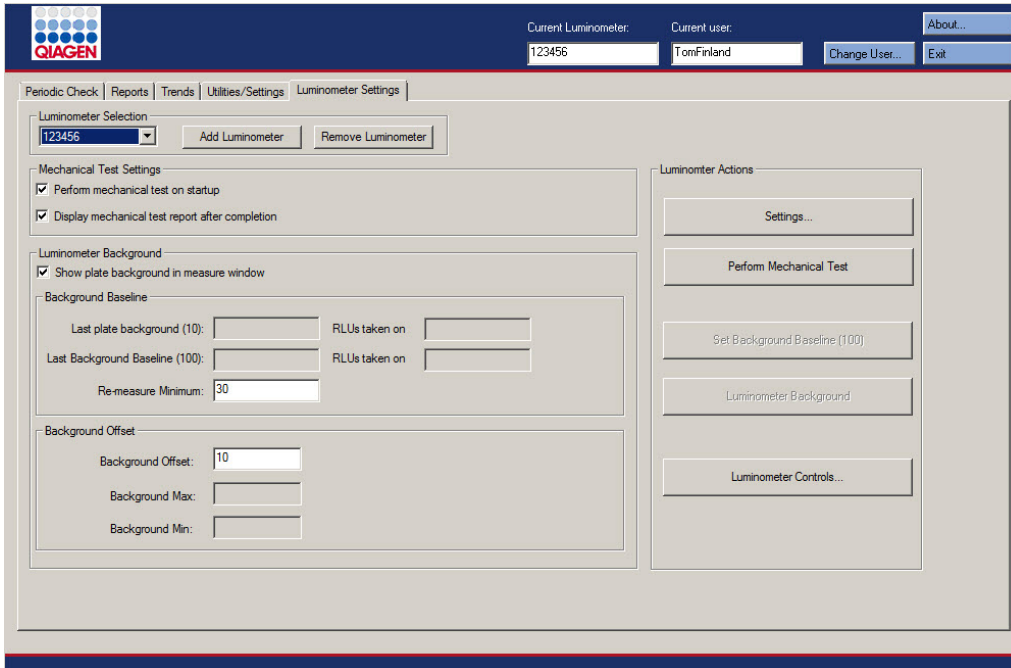 QIAGEN
Current Luminometer:
Current user:
About...
123456
TomFinland
Change User...
Exit
Periodic Check
Reports
Trends
Utilities/Settings
Luminometer Settings
Luminometer Selection
123456
Add Luminometer
Remove Luminometer
Mechanical Test Settings
Perform mechanical test on startup
Display mechanical test report after completion
Luminometer Background
Show plate background in measure window
Background Baseline
Last plate background (10):
RLUs taken on
Last Background Baseline (100):
RLUs taken on
Re-measure Minimum:
30
Background Offset
Background Offset:
10
Background Max:
Background Min:
Luminomter Actions
Settings...
Perform Mechanical Test
Set Background Baseline (100)
Luminometer Background
Luminometer Controls...